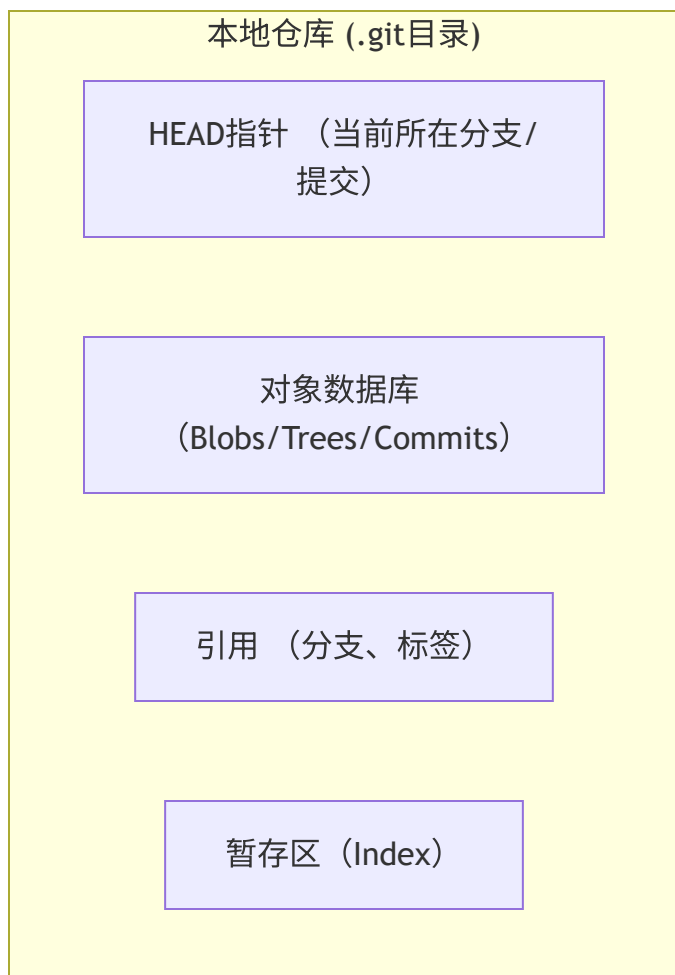 本地仓库 (.git目录)
HEAD指针 （当前所在分支/
提交）
对象数据库
（Blobs/Trees/Commits）
引用 （分支、标签）
暂存区（Index）